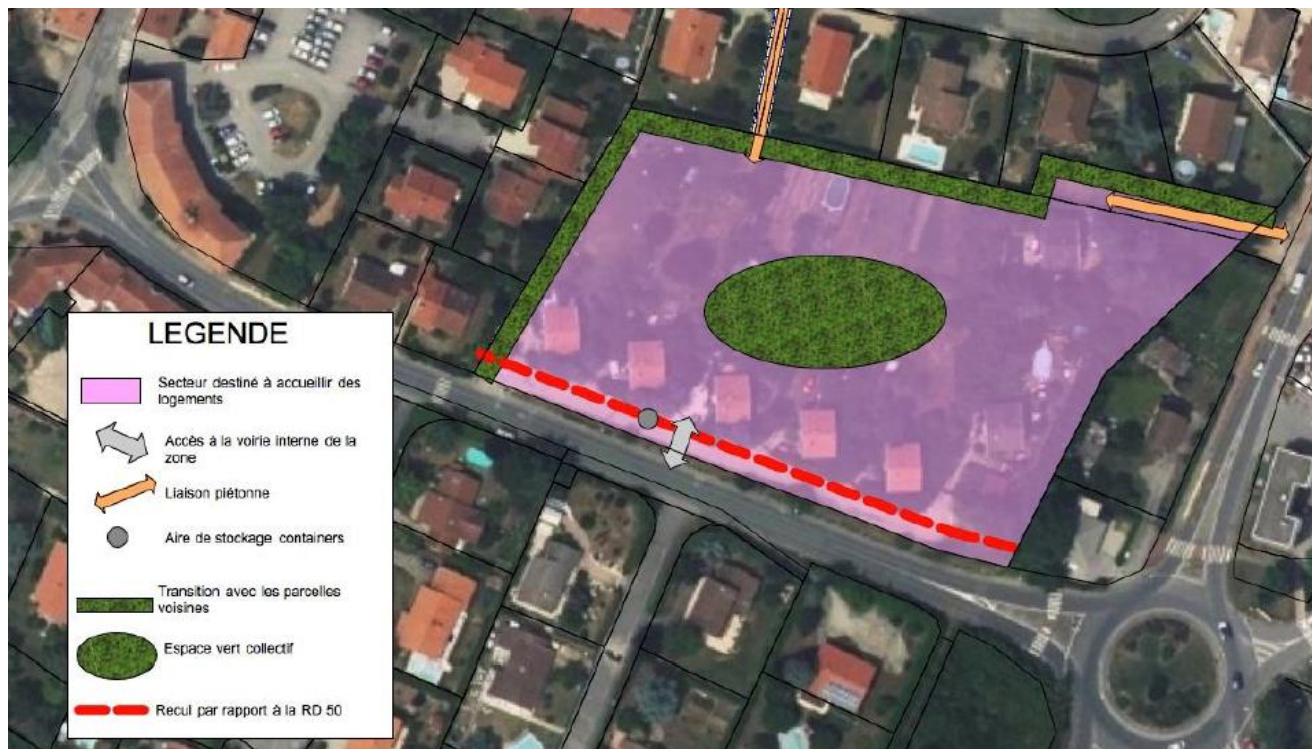 LEGENDE
Secteur destiné à accueillir des
logements
Accès à la voirie interne de la
zone
Liaison piétonne
Aire de stockage containers
Transition avec les parcelles
voisines
Espace vert collectif
Recul par rapport à la RD 50